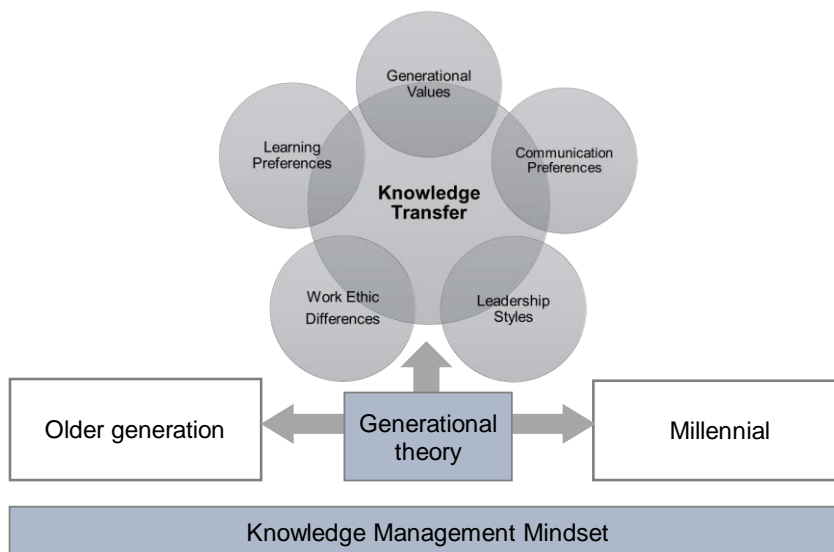 Generational
Values
Learning
Preferences
Communication
Preferences
Knowledge
Transfer
Work Ethic
Differences
Leadership
Styles
Older generation
Generational
theory
Millennial
Knowledge Management Mindset